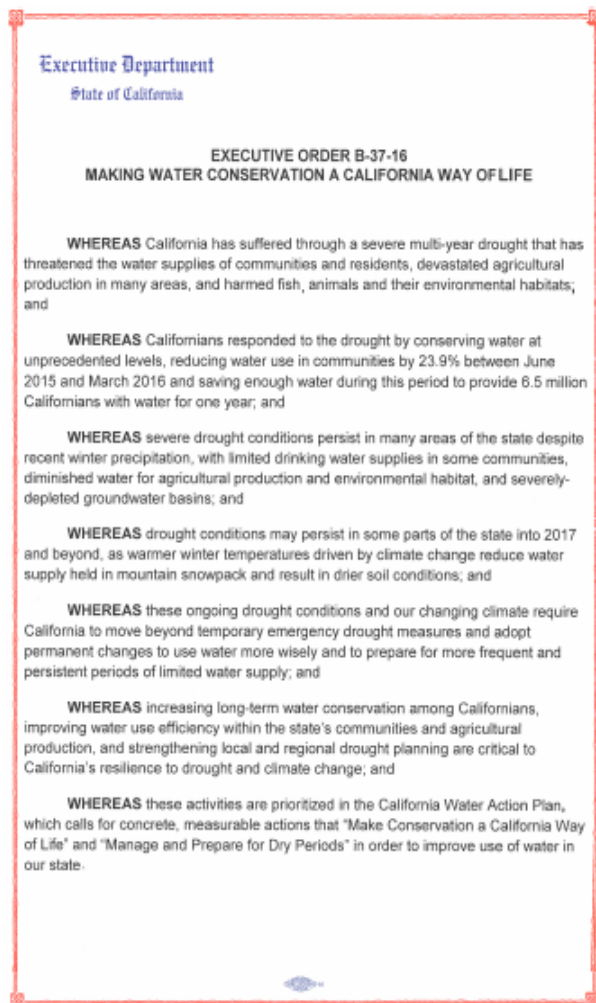 Executive Department
State of California
EXECUTIVE ORDER B-37-16
MAKING WATER CONSERVATION A CALIFORNIA WAY OF LIFE
WHEREAS California has suffered through a severe multi-year drought that has
threatened the water supplies of communities and residents, devastated agricultural
production in many areas, and harmed fish, animals and their environmental habitats;
and
WHEREAS Californians responded to the drought by conserving water at
unprecedented levels, reducing water use in communities by 23.9% between June
2015 and March 2016 and saving enough water during this period to provide 6.5 million
Californians with water for one year; and
WHEREAS severe drought conditions persist in many areas of the state despite
recent winter precipitation, with limited drinking water supplies in some communities,
diminished water for agricultural production and environmental habitat, and severely-
depleted groundwater basins; and
WHEREAS drought conditions may persist in some parts of the state into 2017
and beyond, as warmer winter temperatures driven by climate change reduce water
supply held in mountain snowpack and result in drier soil conditions; and
WHEREAS these ongoing drought conditions and our changing climate require
California to move beyond temporary emergency drought measures and adopt
permanent changes to use water more wisely and to prepare for more frequent and
persistent periods of limited water supply; and
WHEREAS increasing long-term water conservation among Californians,
improving water use efficiency within the state's communities and agricultural
production, and strengthening local and regional drought planning are critical to
California's resilience to drought and climate change; and
WHEREAS these activities are prioritized in the California Water Action Plan,
which calls for concrete, measurable actions that "Make Conservation a California Way
of Life" and "Manage and Prepare for Dry Periods" in order to improve use of water in
our state.